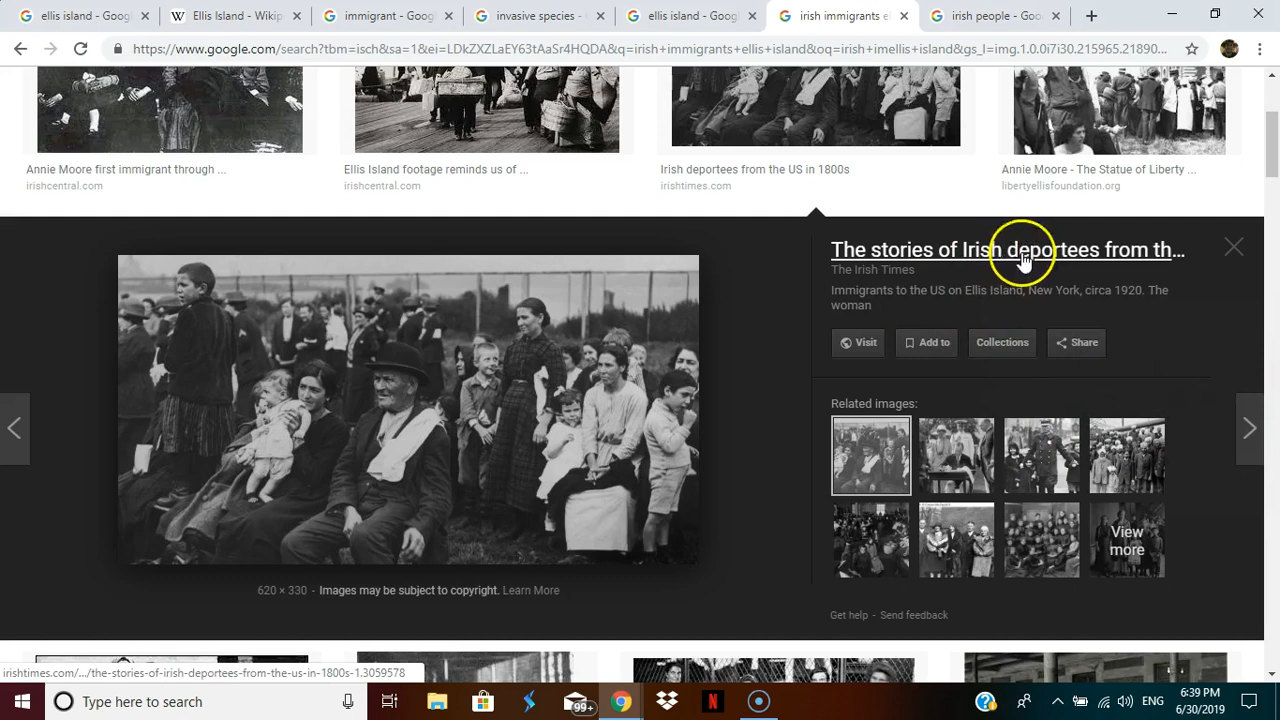 ellis island - Goog
Ellis Island - Wikip
immigrant - Googl
invasive species -
ellis island - Googl
irish immigrants e
irish people - Goo
https://www.google.com/search?tbm=isch&sa=1&ei=LDkZXZLaEY63tAaSr4HQDA&q=irish+immigrants+ellis+island&oq=irish+imellis+island&gs_l=img.1.0.0i7i30.215965.21890...
Annie Moore first immigrant through ...
irishcentral.com
Ellis Island footage reminds us of ...
irishcentral.com
Irish deportees from the US in 1800s
irishtimes.com
Annie Moore - The Statue of Liberty ...
libertyellisfoundation.org
The stories of Irish deportees from th...
The Irish Times
Immigrants to the US on Ellis Island, New York, circa 1920. The
woman
Visit
Add to
Collections
Share
Related images:
View
more
620 × 330 - Images may be subject to copyright. Learn More
Get help - Send feedback
irishtimes.com/.../the-stories-of-irish-deportees-from-the-us-in-1800s-1.3059578
Type here to search
99+
N
ENG
6:39 PM
6/30/2019